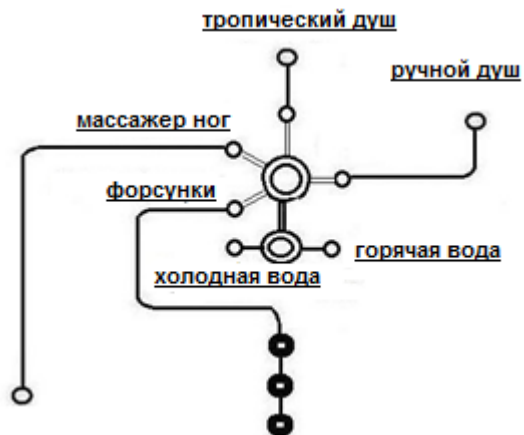 тропический душ
ручной душ
массажер ног
форсунки
горячая вода
холодная вода